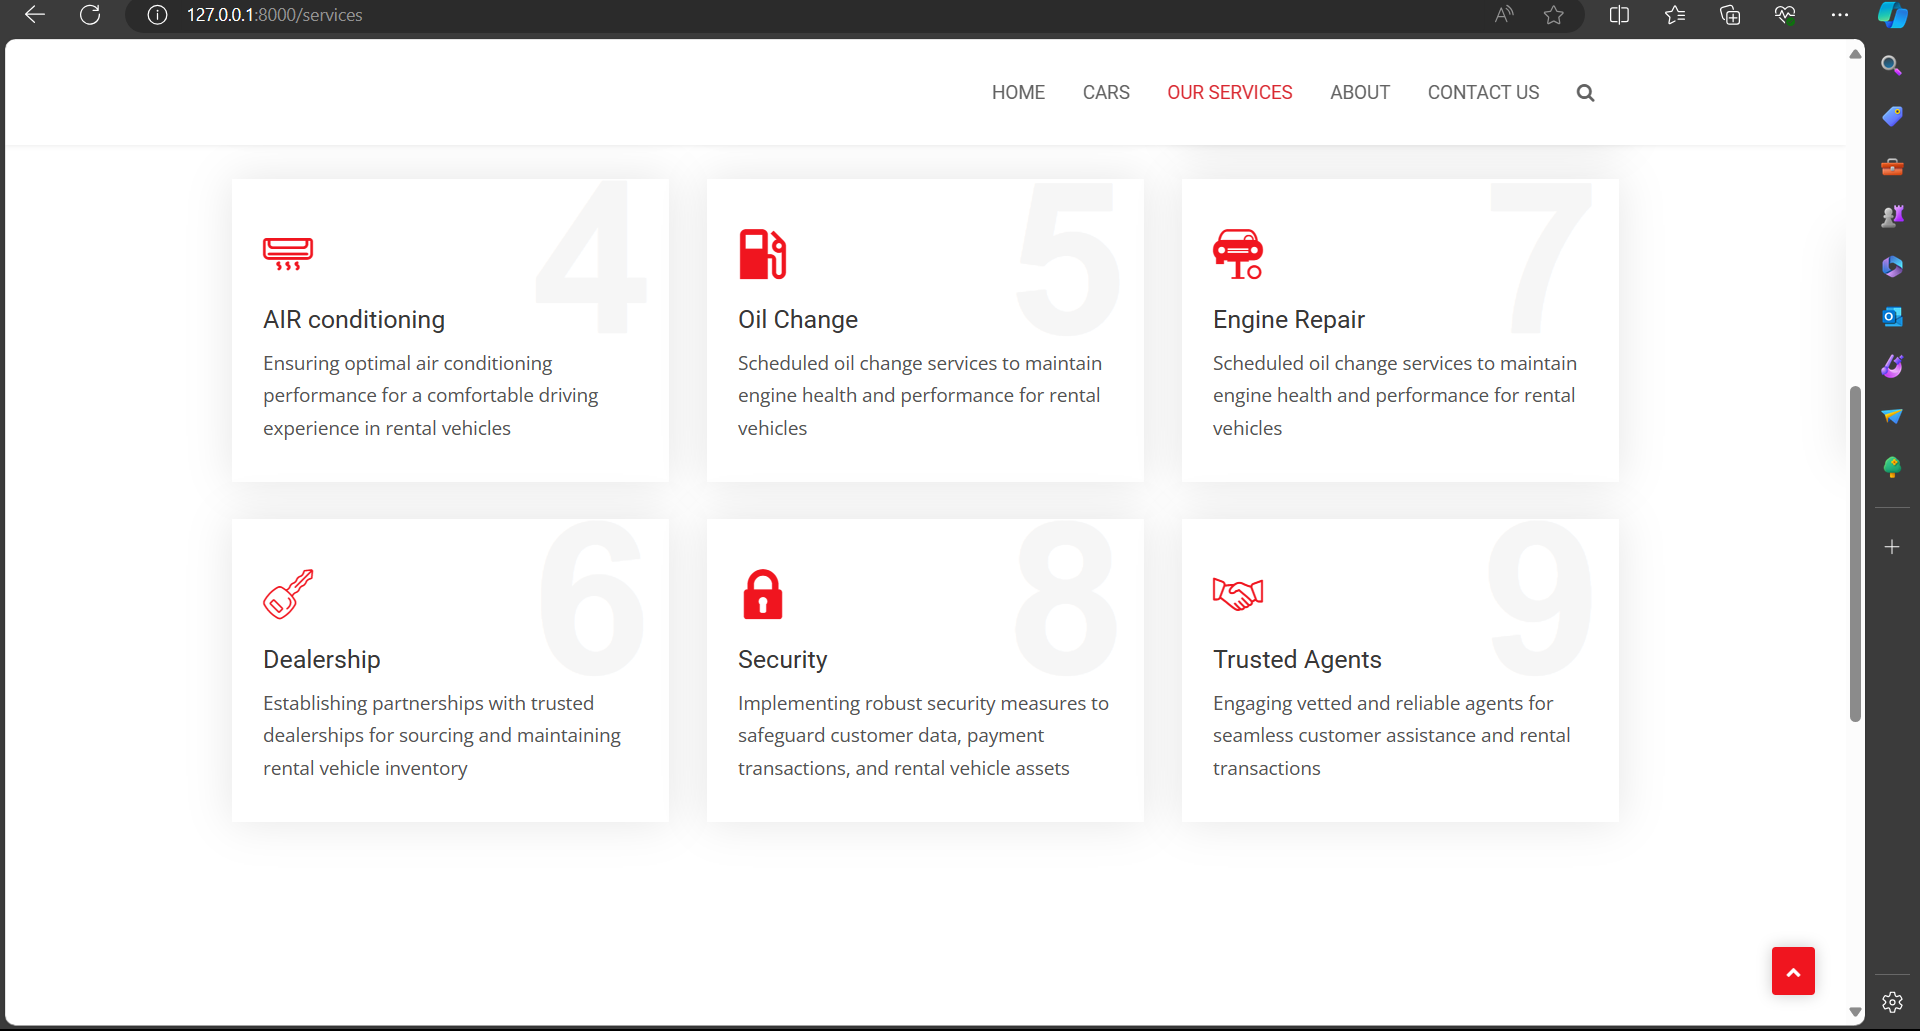 127.0.0.1:8000/services
HOME CARS OUR SERVICES ABOUT CONTACT US
4
AIR conditioning
Ensuring optimal air conditioning
performance for a comfortable driving
experience in rental vehicles
5
Oil Change
Scheduled oil change services to maintain
engine health and performance for rental
vehicles
7
Engine Repair
Scheduled oil change services to maintain
engine health and performance for rental
vehicles
6
Dealership
Establishing partnerships with trusted
dealerships for sourcing and maintaining
rental vehicle inventory
8
Security
Implementing robust security measures to
safeguard customer data, payment
transactions, and rental vehicle assets
9
Trusted Agents
Engaging vetted and reliable agents for
seamless customer assistance and rental
transactions